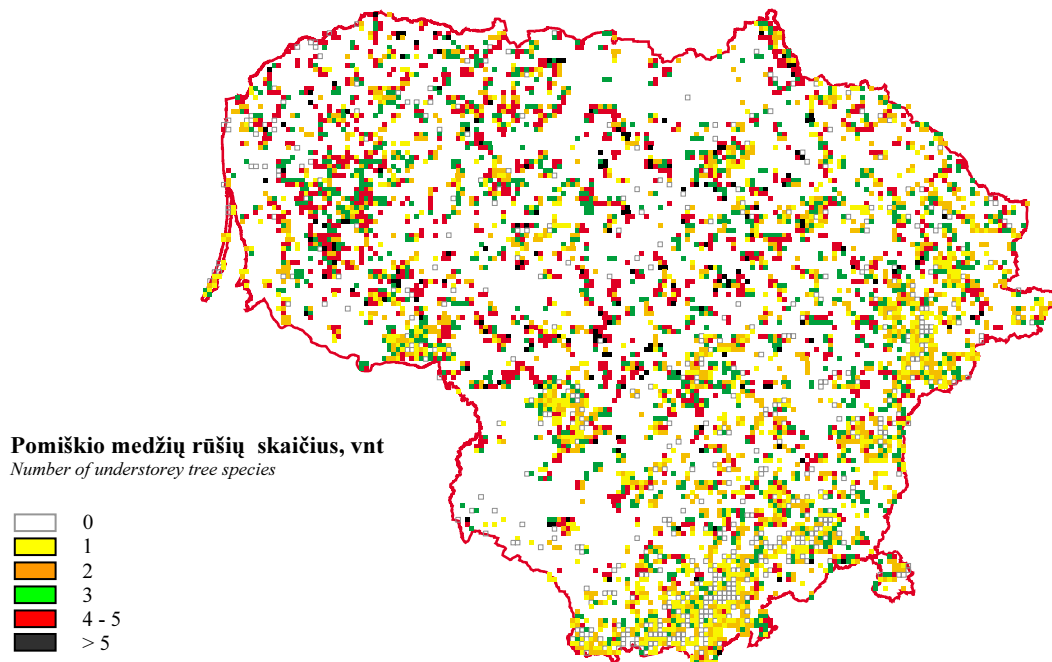 Pomiškio medžių rūšių skaičius, vnt
Number of understorey tree species
0
1
2
3
4 - 5
> 5